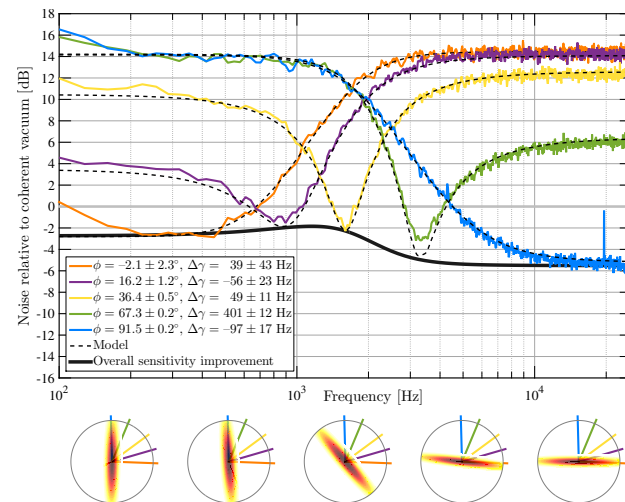 Noise relative to coherent vacuum [dB]
18
16
14
12
10
8
6
4
2
0
−2
−4
−6
−8
−10
−12
−14
−16
ϕ = −2.1 ± 2.3°, Δγ = 39 ± 43 Hz
ϕ = 16.2 ± 1.2°, Δγ = −56 ± 23 Hz
ϕ = 36.4 ± 0.5°, Δγ = 49 ± 11 Hz
ϕ = 67.3 ± 0.2°, Δγ = 401 ± 12 Hz
ϕ = 91.5 ± 0.2°, Δγ = −97 ± 17 Hz
Model
Overall sensitivity improvement
10² 10³ 10⁴
Frequency [Hz]